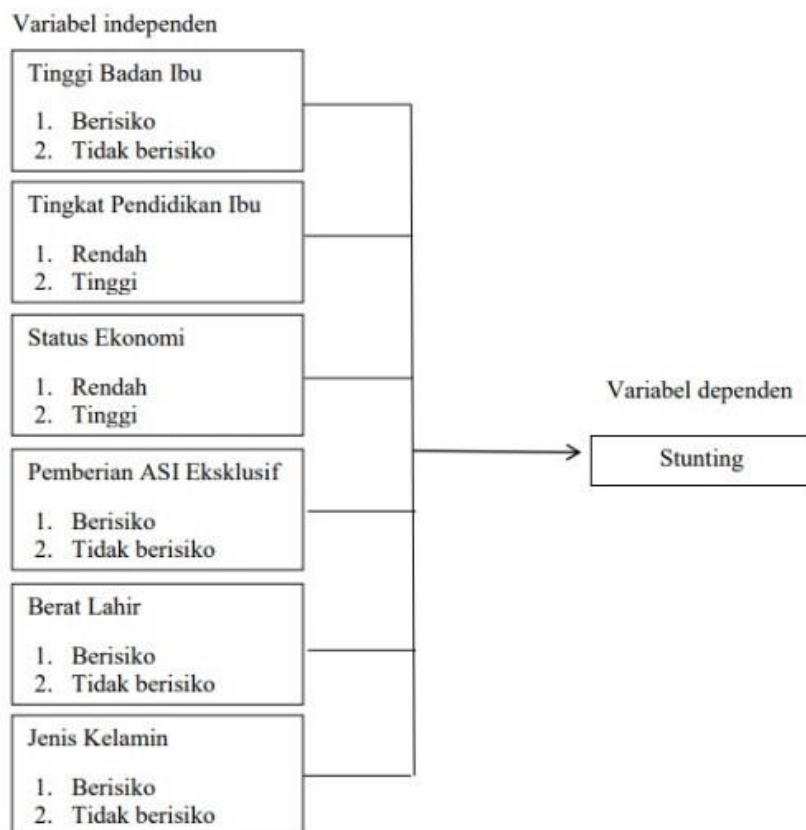 Variabel independen
Tinggi Badan Ibu
1. Berisiko
2. Tidak berisiko
Tingkat Pendidikan Ibu
1. Rendah
2. Tinggi
Status Ekonomi
1. Rendah
2. Tinggi
Pemberian ASI Eksklusif
1. Berisiko
2. Tidak berisiko
Berat Lahir
1. Berisiko
2. Tidak berisiko
Jenis Kelamin
1. Berisiko
2. Tidak berisiko
Variabel dependen
Stunting